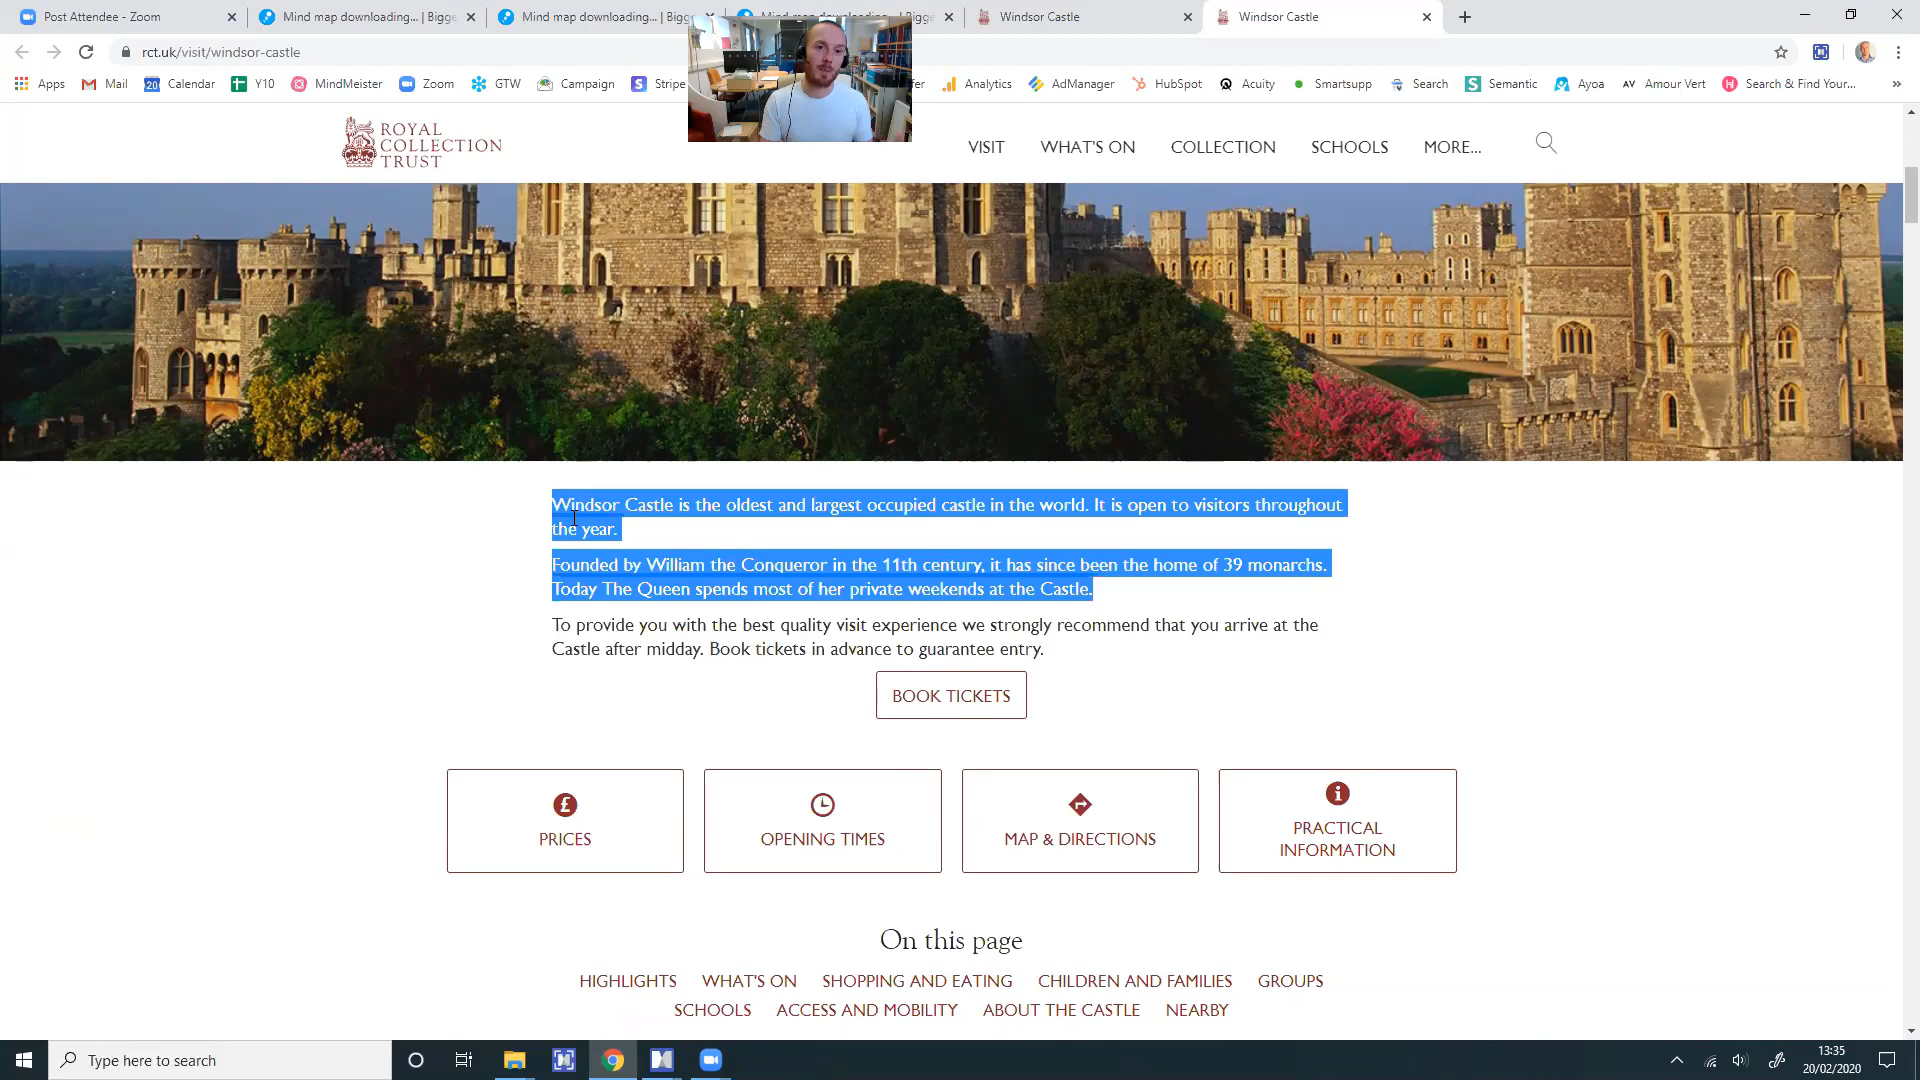 Post Attendee - Zoom
Mind map downloading... | Bigge
Mind map downloading... | Bigg
Windsor Castle
Windsor Castle
rct.uk/visit/windsor-castle
Apps
Mail
Calendar
Y10
MindMeister
Zoom
GTW
Campaign
Stripe
Analytics
AdManager
HubSpot
Acuity
Smartsupp
Search
Semantic
Ayoa
AV Amour Vert
Search & Find Your...
ROYAL
COLLECTION
TRUST
VISIT
WHAT'S ON
COLLECTION
SCHOOLS
MORE...
Windsor Castle is the oldest and largest occupied castle in the world. It is open to visitors throughout
the year.
Founded by William the Conqueror in the 11th century, it has since been the home of 39 monarchs.
Today The Queen spends most of her private weekends at the Castle.
To provide you with the best quality visit experience we strongly recommend that you arrive at the
Castle after midday. Book tickets in advance to guarantee entry.
BOOK TICKETS
PRICES
OPENING TIMES
MAP & DIRECTIONS
PRACTICAL
INFORMATION
On this page
HIGHLIGHTS
WHAT'S ON
SHOPPING AND EATING
CHILDREN AND FAMILIES
GROUPS
SCHOOLS
ACCESS AND MOBILITY
ABOUT THE CASTLE
NEARBY
Type here to search
13:35
20/02/2020